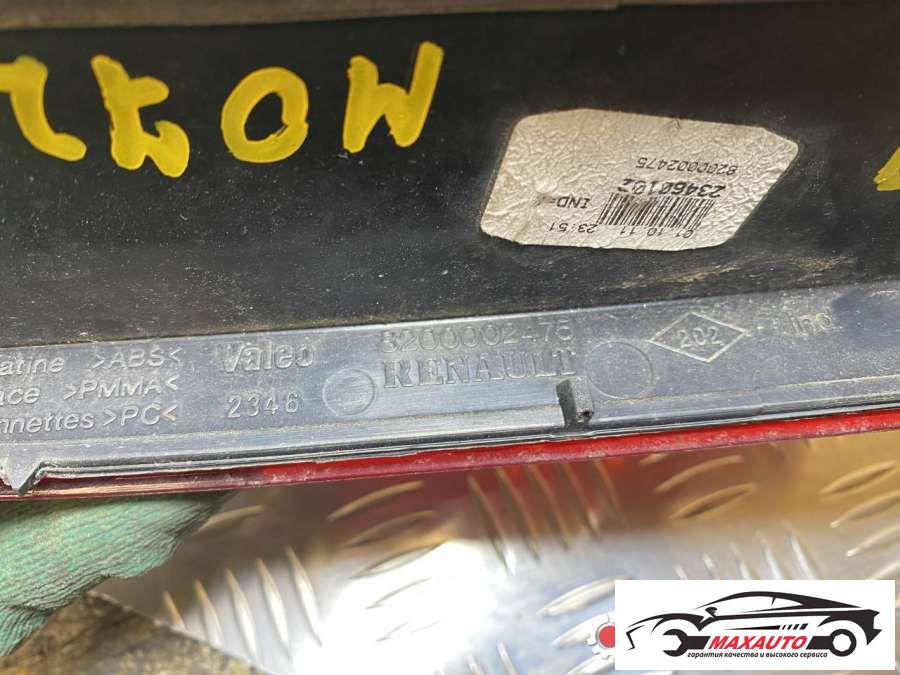 8200002475
23460102
IND-
01 10 11 23:51
atine >ABS< Valeo 8200002475 202 ind
ace >PMMA< RENAULT
nnettes >PC< 2346
MAXAUTO
гарантия качества и высокого сервиса